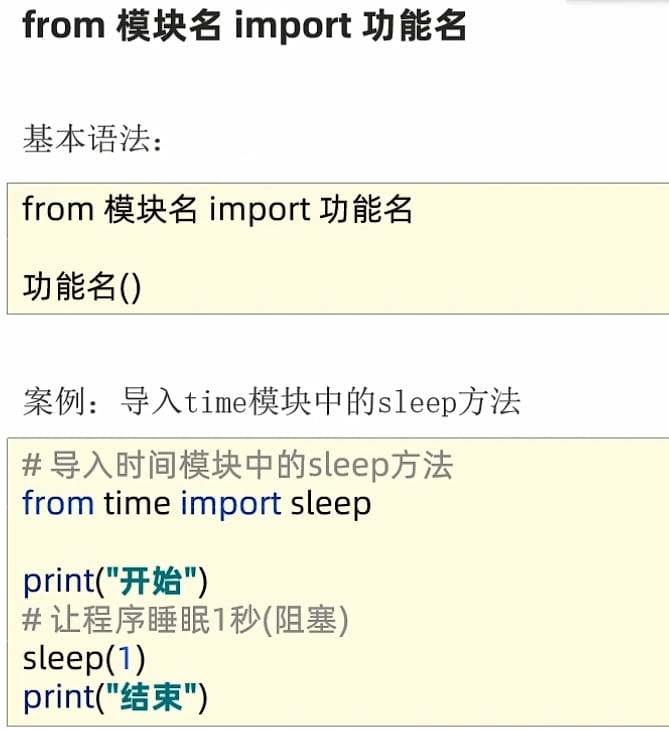 from 模块名 import 功能名
基本语法：
from 模块名 import 功能名
功能名()
案例：导入time模块中的sleep方法
# 导入时间模块中的sleep方法
from time import sleep
print("开始")
# 让程序睡眠1秒(阻塞)
sleep(1)
print("结束")